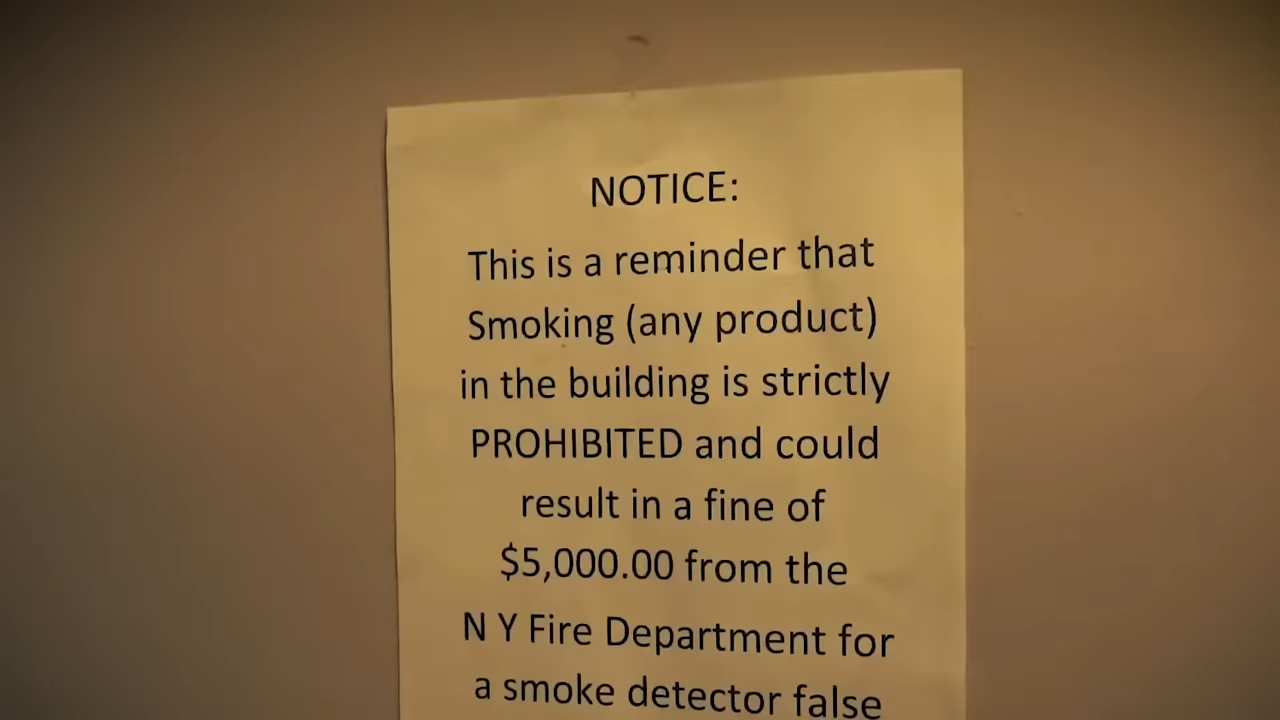 NOTICE:
This is a reminder that
Smoking (any product)
in the building is strictly
PROHIBITED and could
result in a fine of
$5,000.00 from the
N Y Fire Department for
a smoke detector false